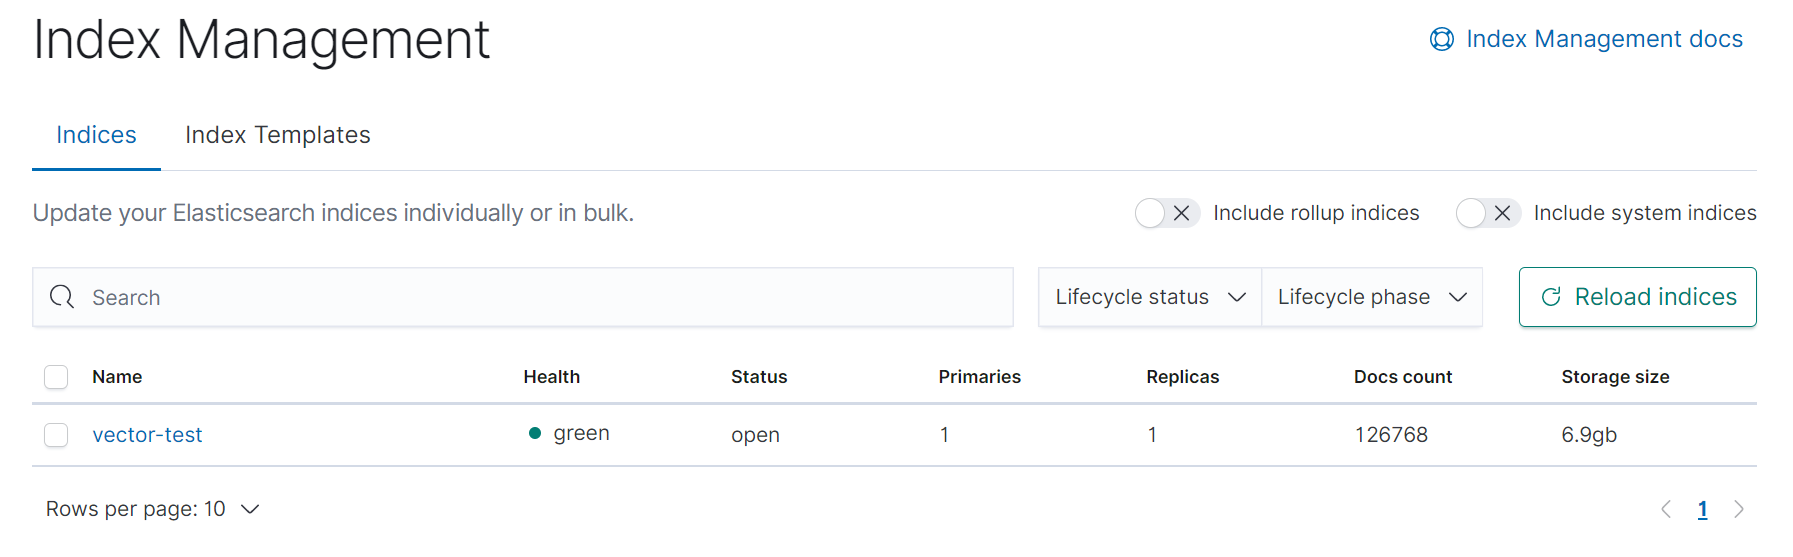 Index Management
Index Management docs
Indices Index Templates
Update your Elasticsearch indices individually or in bulk.
Include rollup indices Include system indices
Search
Lifecycle status Lifecycle phase
Reload indices
Name Health Status Primaries Replicas Docs count Storage size
vector-test green open 1 1 126768 6.9gb
Rows per page: 10
1